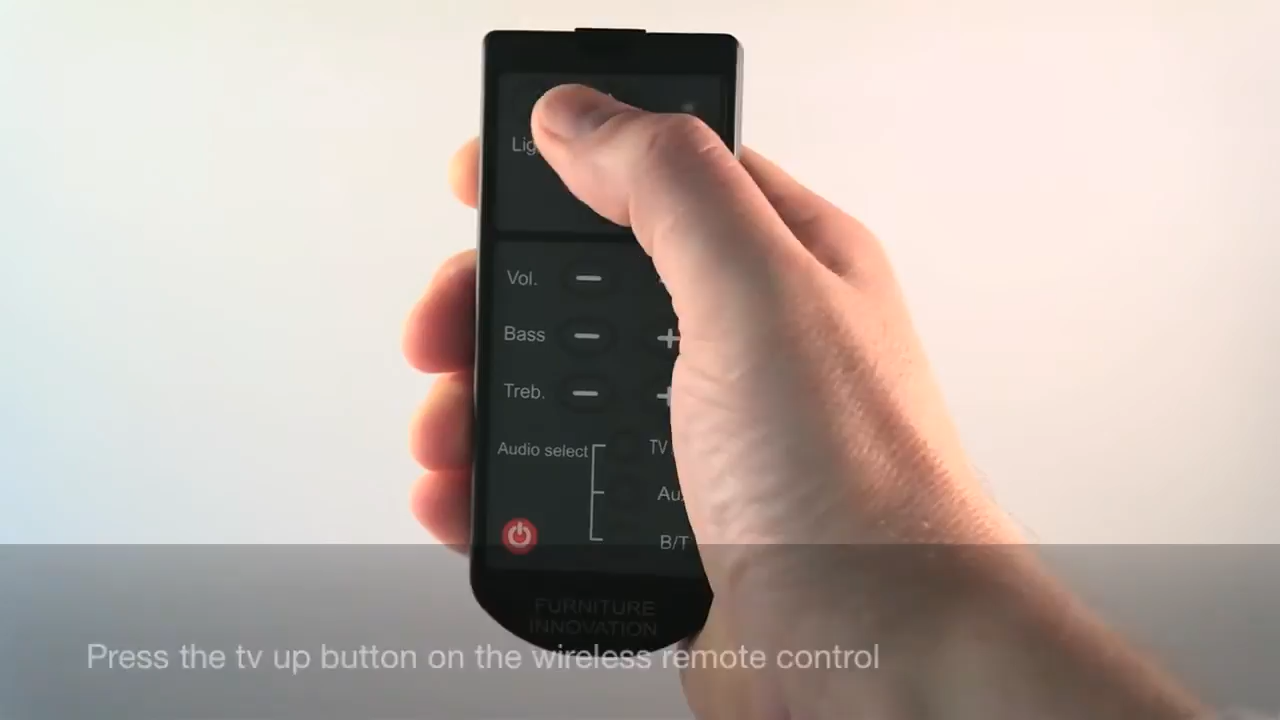 Vol.
Bass
Treb.
Audio select
TV
B/T
FURNITURE
INNOVATION
Press the tv up button on the wireless remote control